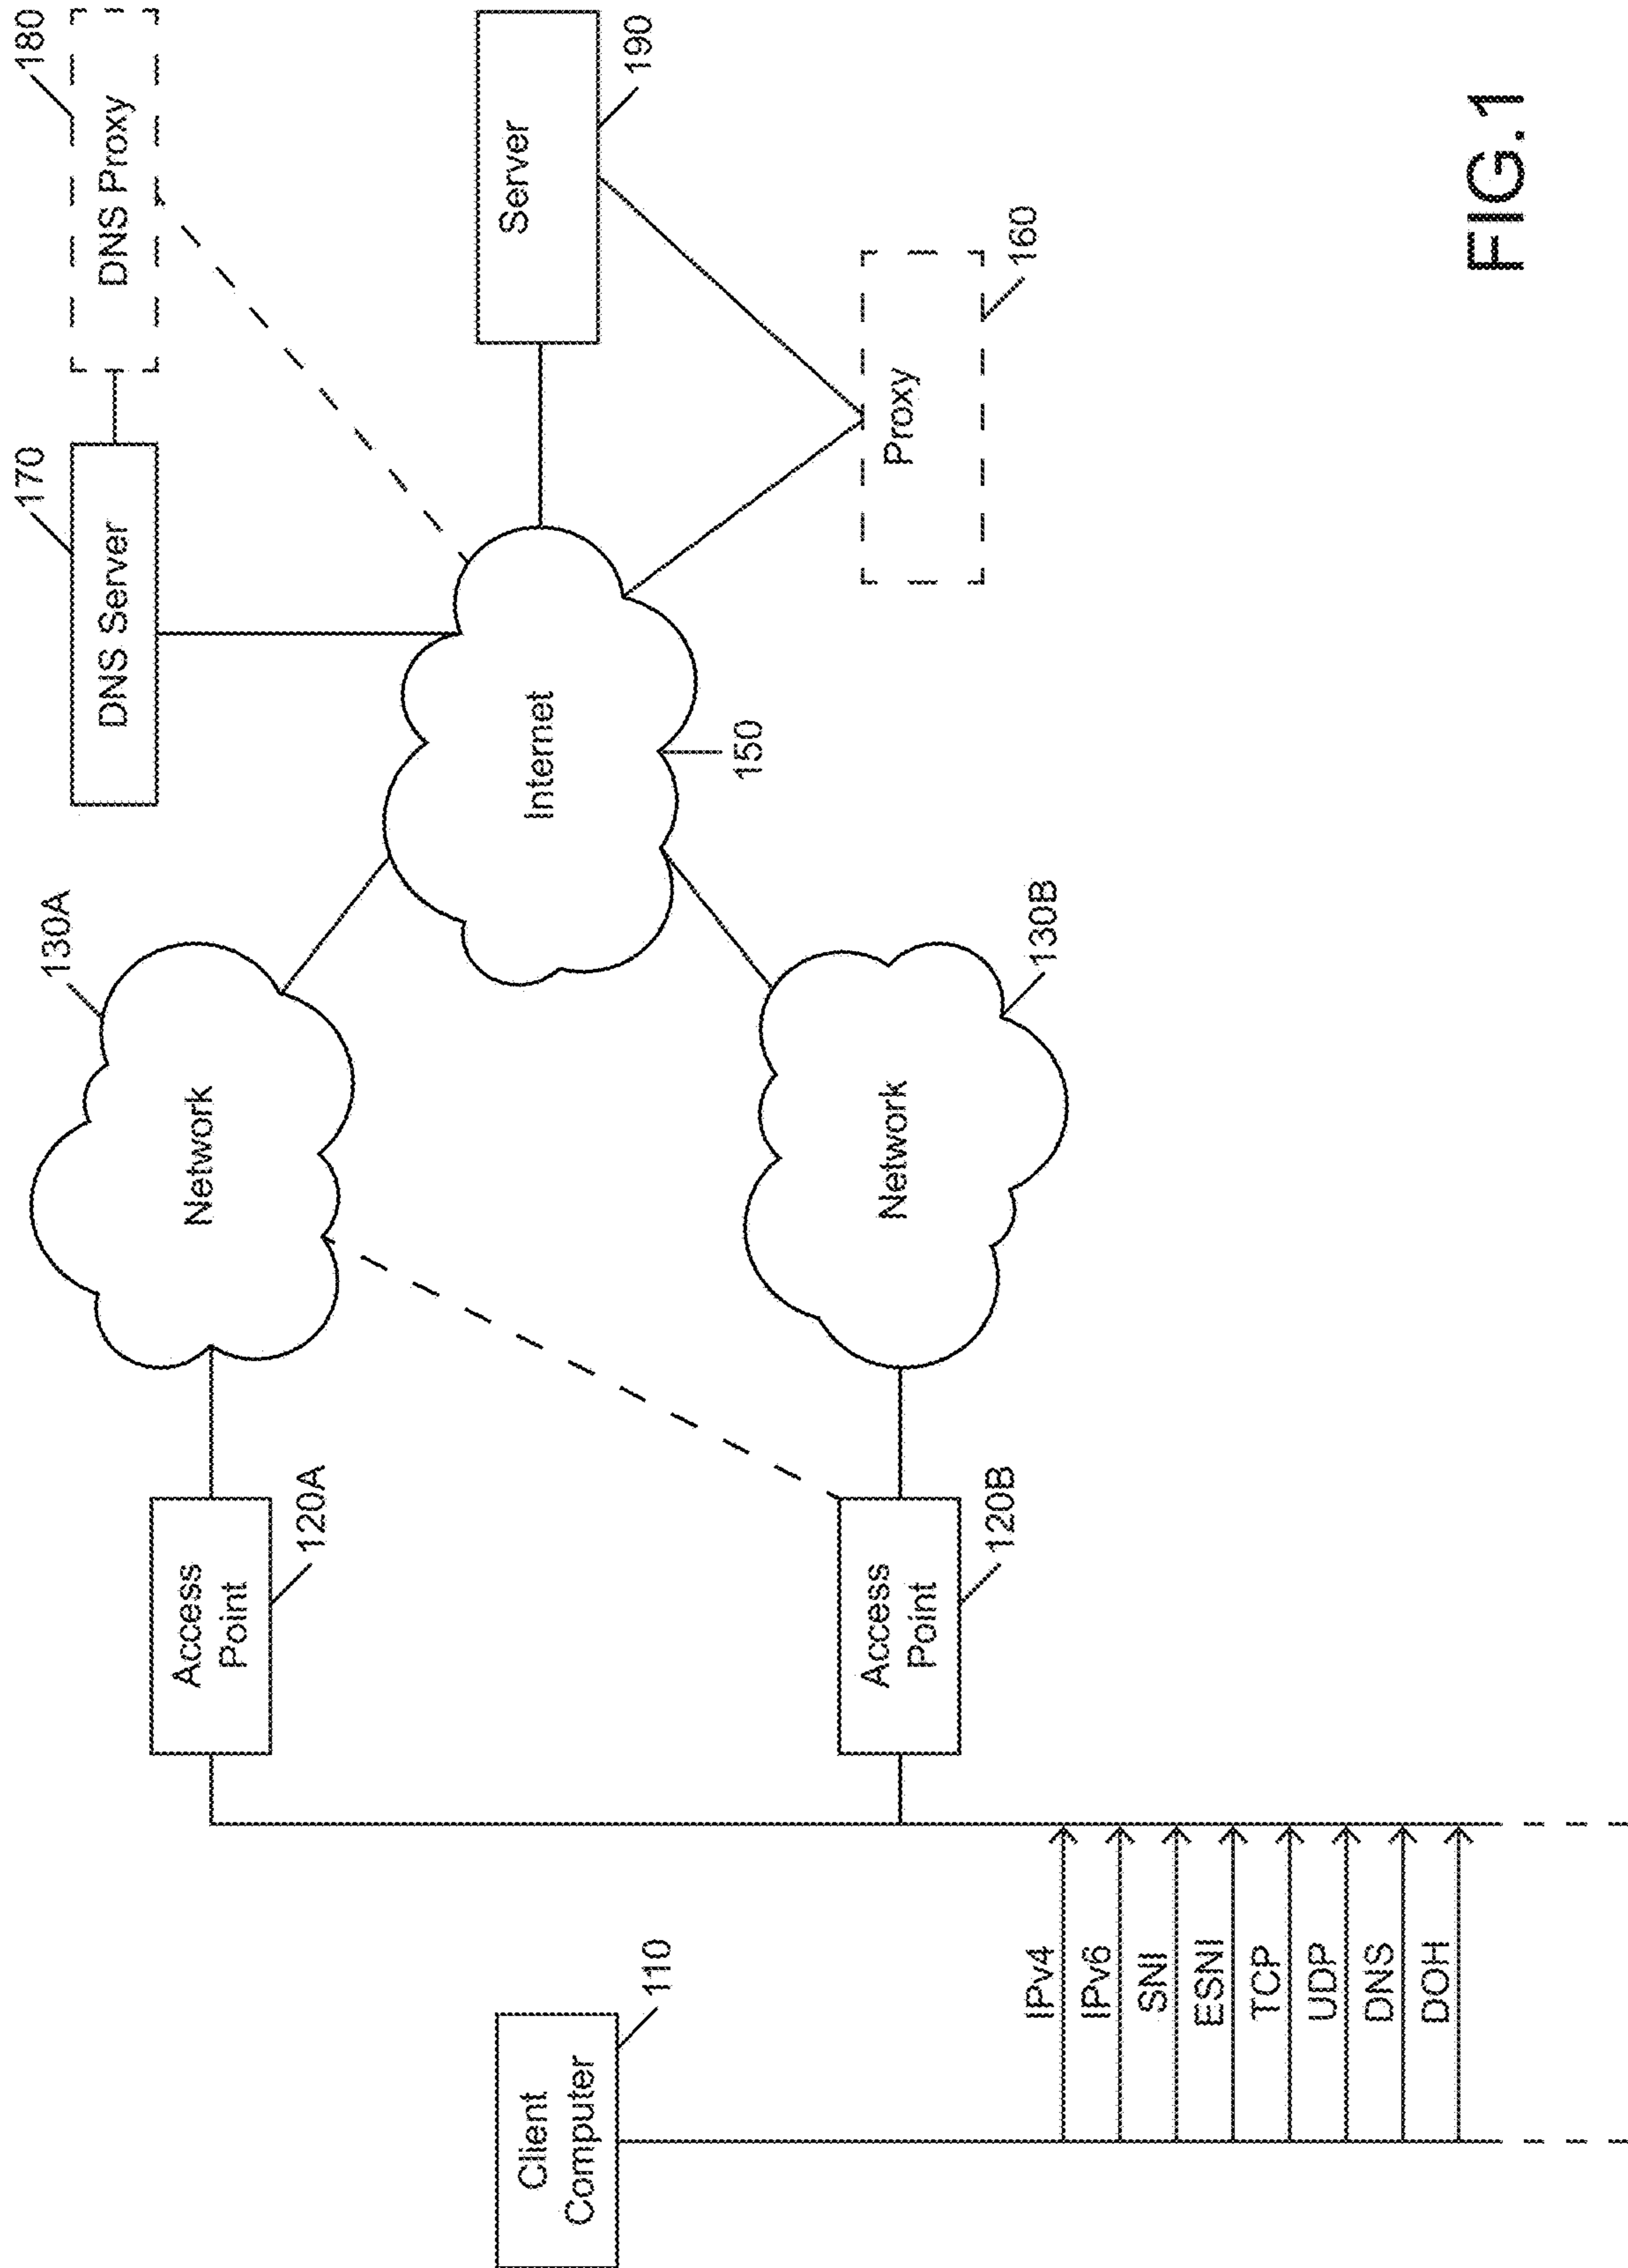 180
DNS Proxy
170
DNS Server
130A
Network
Access
Point
120A
Server
190
Internet
150
Client
Computer
110
Proxy
160
Network
130B
Access
Point
120B
IPv4
IPv6
SNI
ESNI
TCP
UDP
DNS
DOH
FIG.1